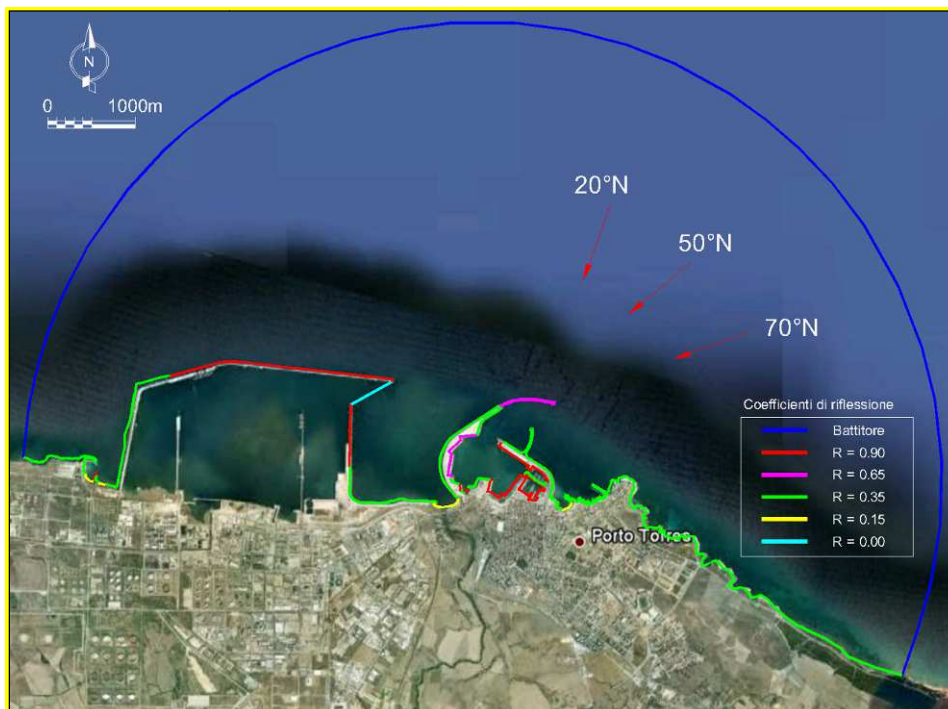 N
0 1000m
20°N
50°N
70°N
Coefficienti di riflessione
Battitore
R = 0.90
R = 0.65
R = 0.35
R = 0.15
R = 0.00
Porto Torres